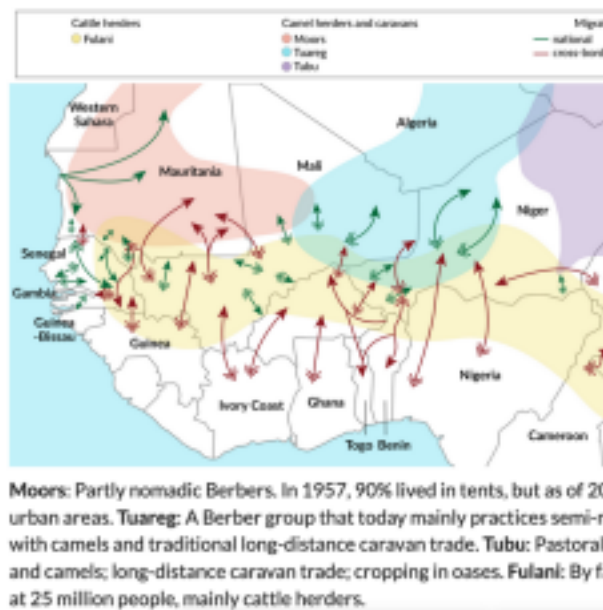 Cattle herders
Fulani
Camel herders and caravans
Moors
Tuareg
Tubu
Migra
national
cross-bord
Western
Sahara
Algeria
Mauritania
Mali
Niger
Senegal
Gambia
Guinea
-Bissau
Guinea
Nigeria
Ivory Coast
Ghana
Togo Benin
Cameroon
Moors: Partly nomadic Berbers. In 1957, 90% lived in tents, but as of 20
urban areas. Tuareg: A Berber group that today mainly practices semi-
with camels and traditional long-distance caravan trade. Tubu: Pastoral
and camels; long-distance caravan trade; cropping in oases. Fulani: By f
at 25 million people, mainly cattle herders.